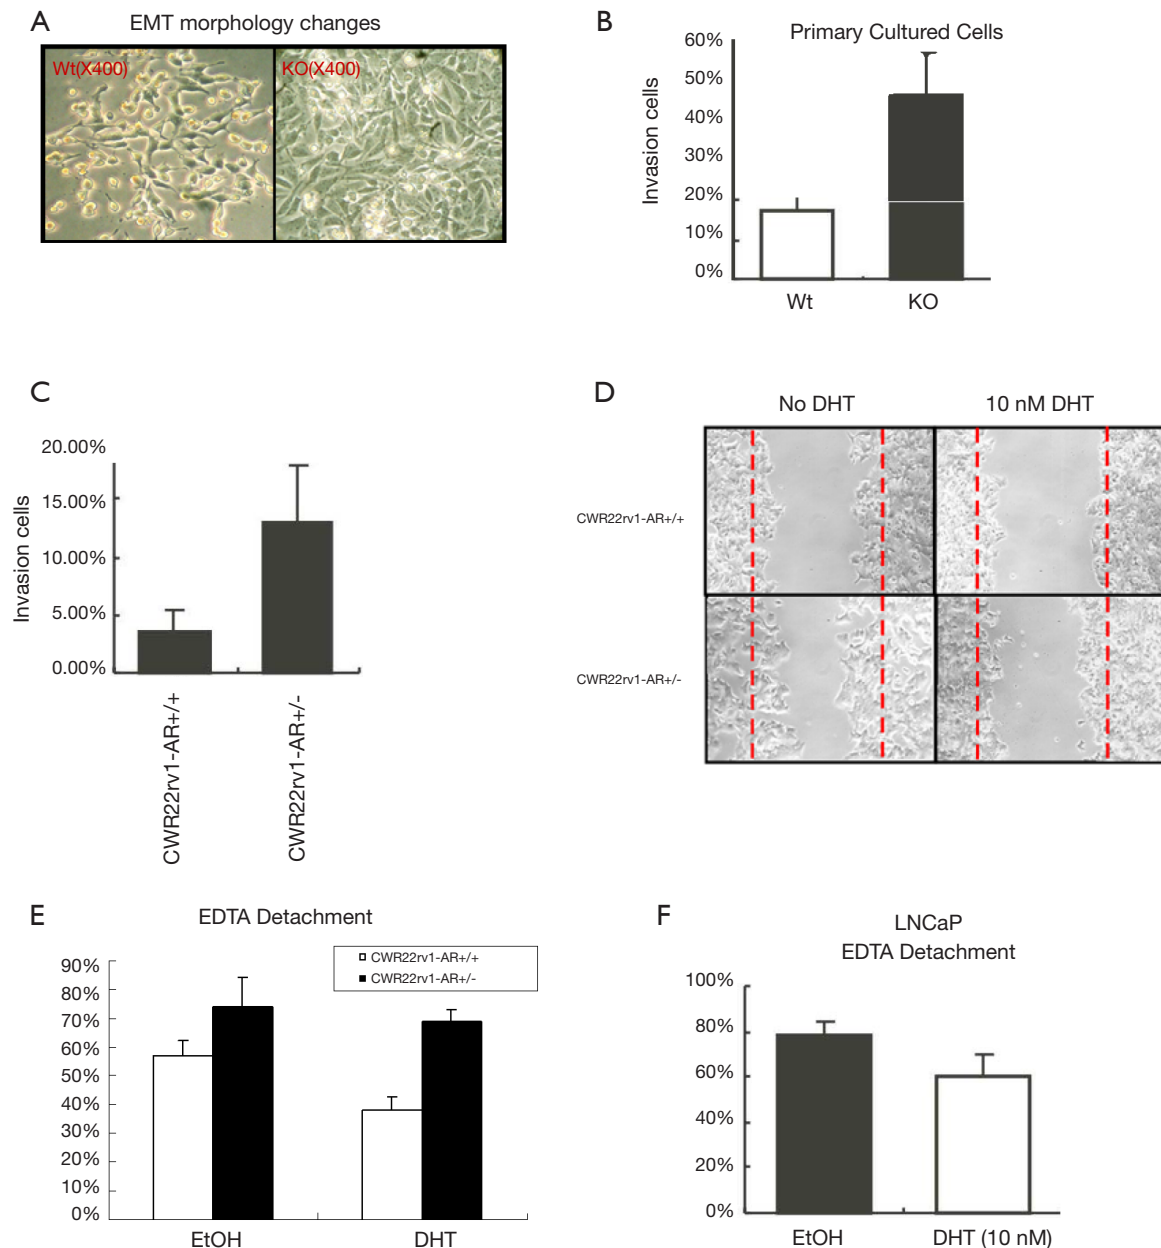 A
EMT morphology changes
Wt(X400)
KO(X400)
B
Primary Cultured Cells
60%
50%
40%
30%
20%
10%
0%
Invasion cells
Wt
KO
C
20.00%
15.00%
10.00%
5.00%
0.00%
Invasion cells
CWR22rv1-AR+/+
CWR22rv1-AR+/-
D
No DHT
10 nM DHT
CWR22rv1-AR+/+
CWR22rv1-AR+/-
E
EDTA Detachment
CWR22rv1-AR+/+
CWR22rv1-AR+/-
90%
80%
70%
60%
50%
40%
30%
20%
10%
0%
EtOH
DHT
F
LNCaP
EDTA Detachment
100%
80%
60%
40%
20%
0%
EtOH
DHT (10 nM)